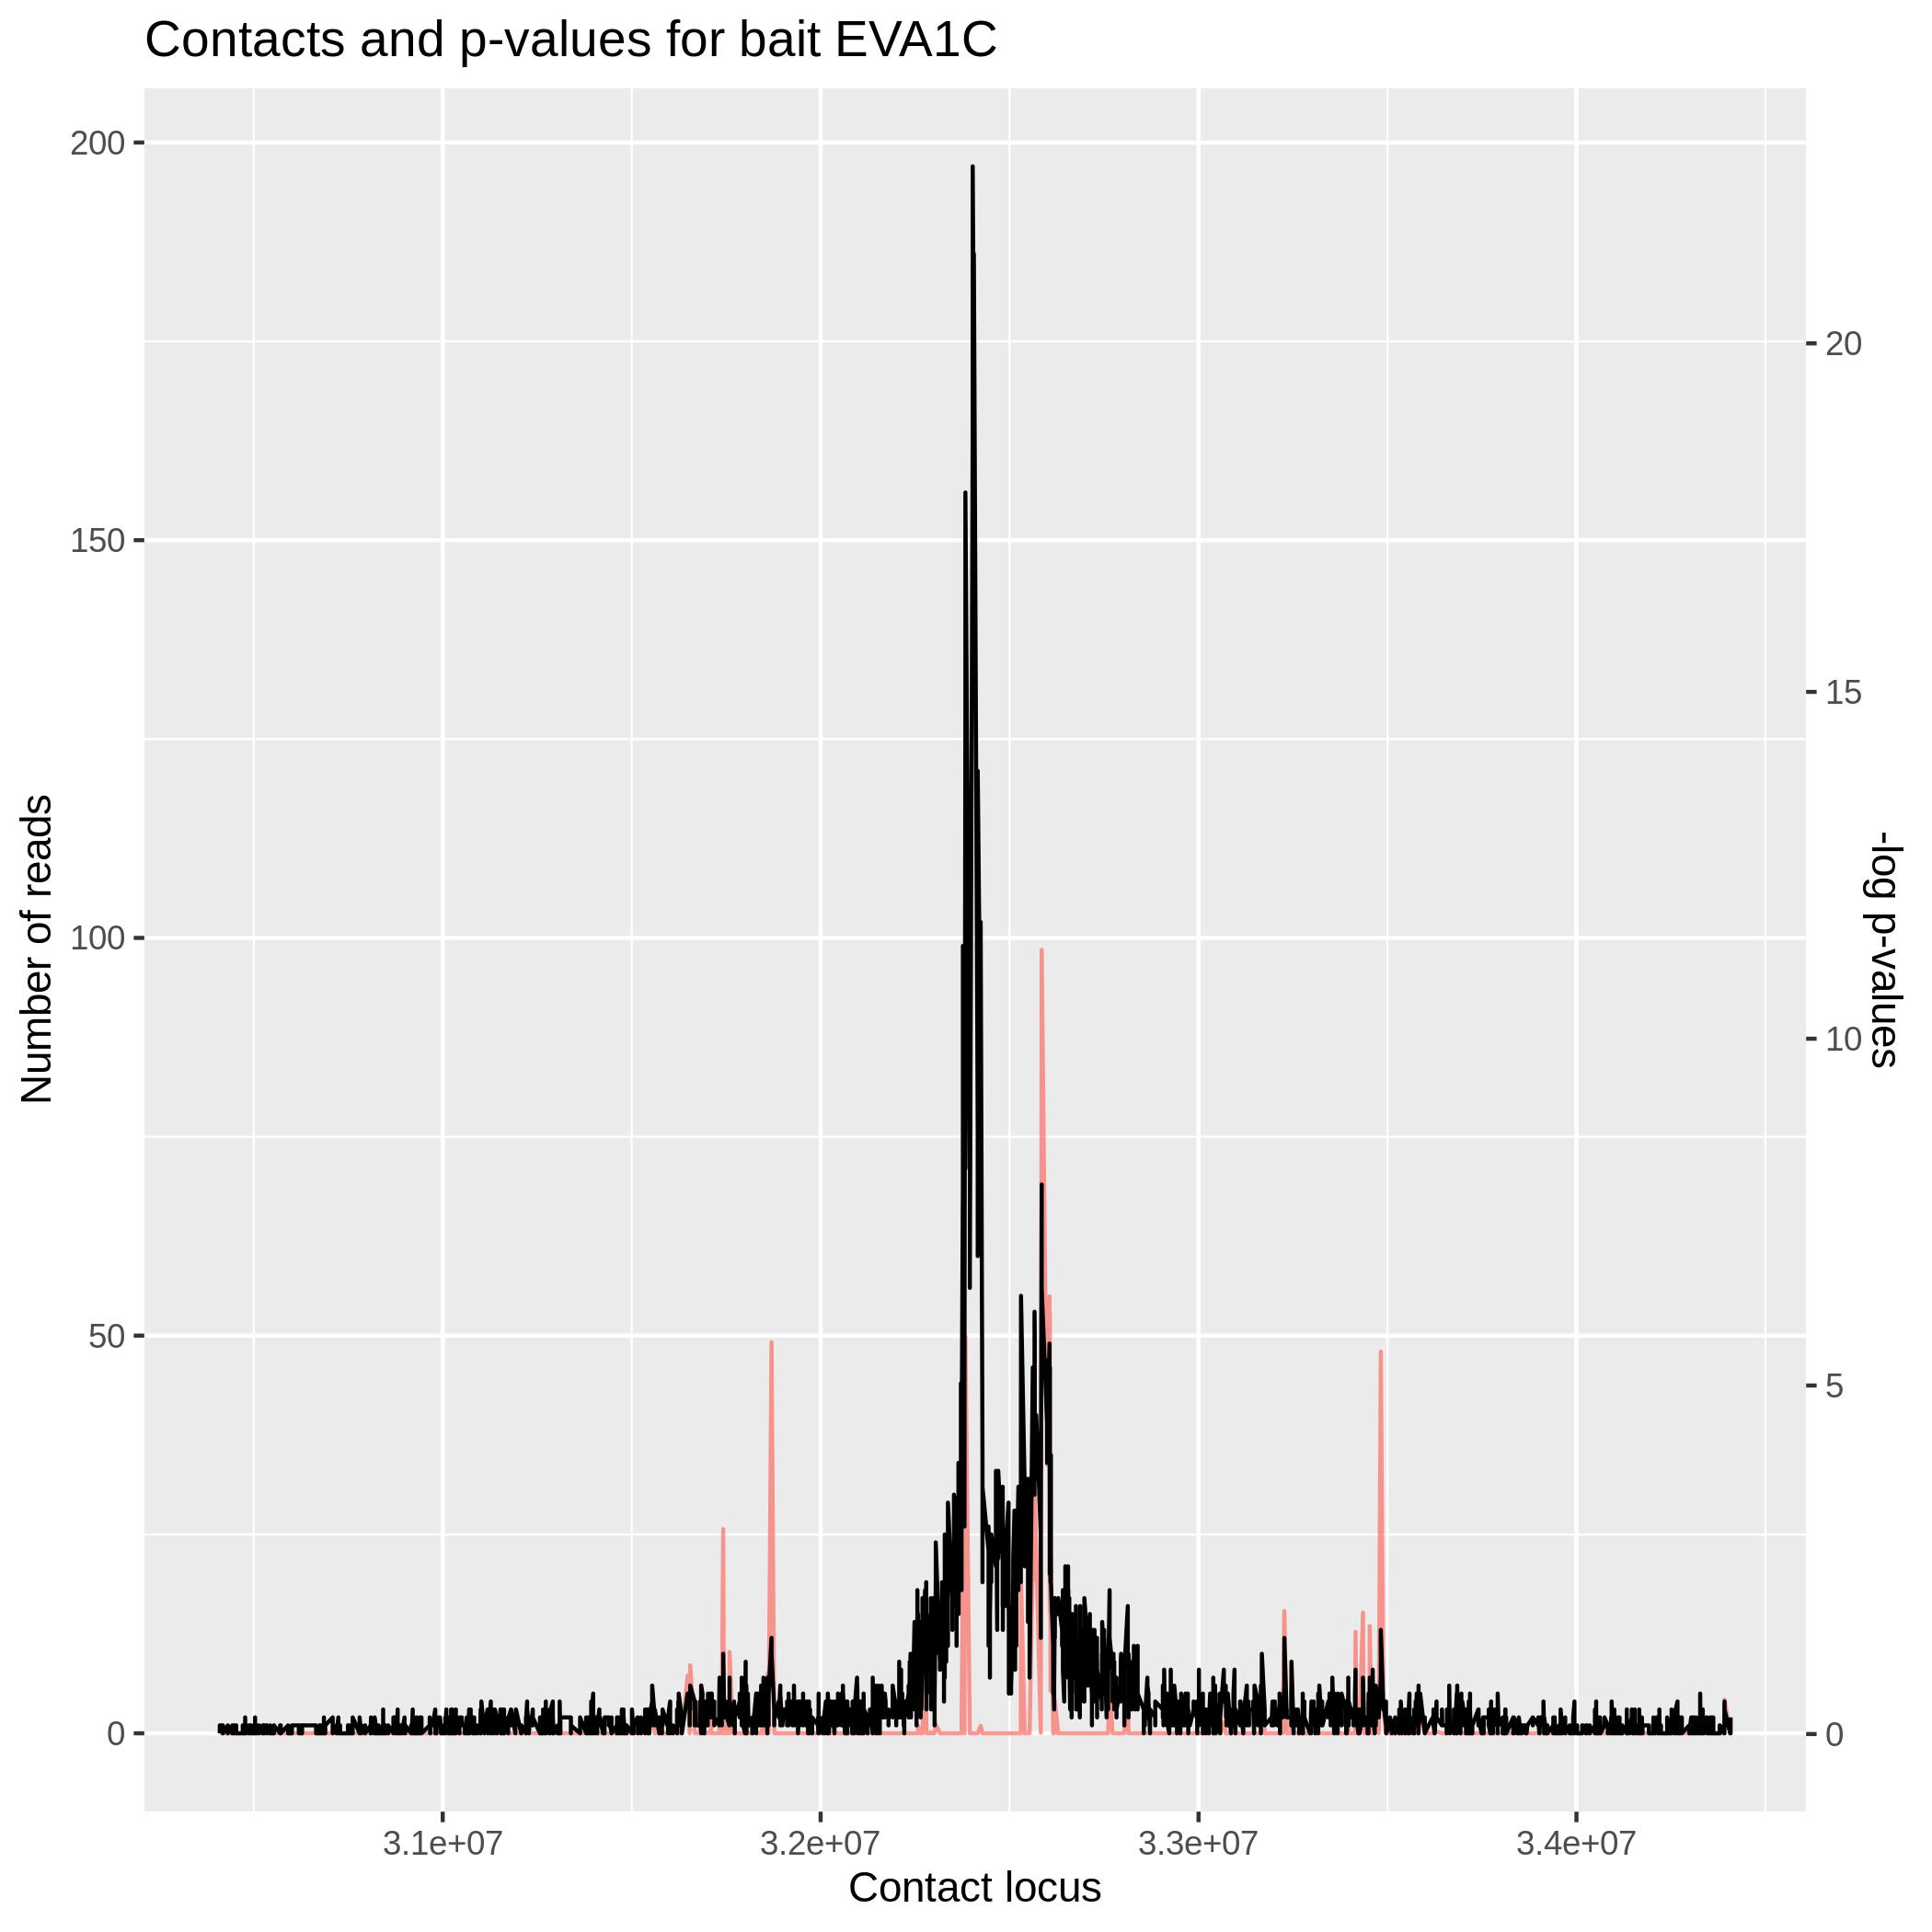 Contacts and p-values for bait EVA1C
200
150
100
50
0
Number of reads
20
15
10
5
0
-log p-values
3.1e+07
3.2e+07
3.3e+07
3.4e+07
Contact locus